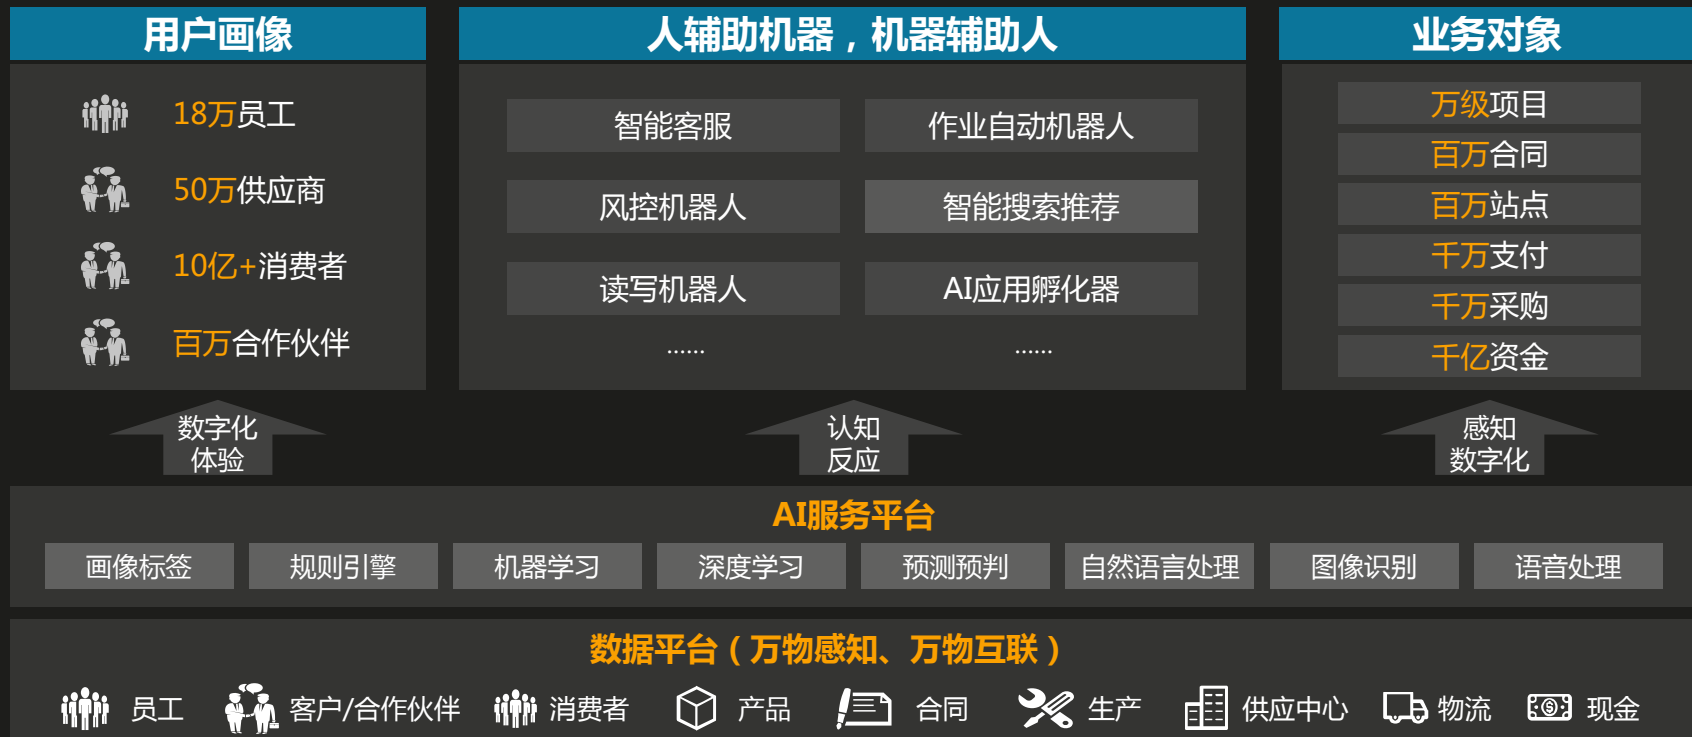 用户画像
18万员工
50万供应商
10亿+消费者
百万合作伙伴
人辅助机器，机器辅助人
智能客服 作业自动机器人
风控机器人 智能搜索推荐
读写机器人 AI应用孵化器
...... ......
业务对象
万级项目
百万合同
百万站点
千万支付
千万采购
千亿资金
数字化
体验
认知
反应
感知
数字化
AI服务平台
画像标签 规则引擎 机器学习 深度学习 预测预判 自然语言处理 图像识别 语音处理
数据平台（万物感知、万物互联）
员工 客户/合作伙伴 消费者 产品 合同 生产 供应中心 物流 现金